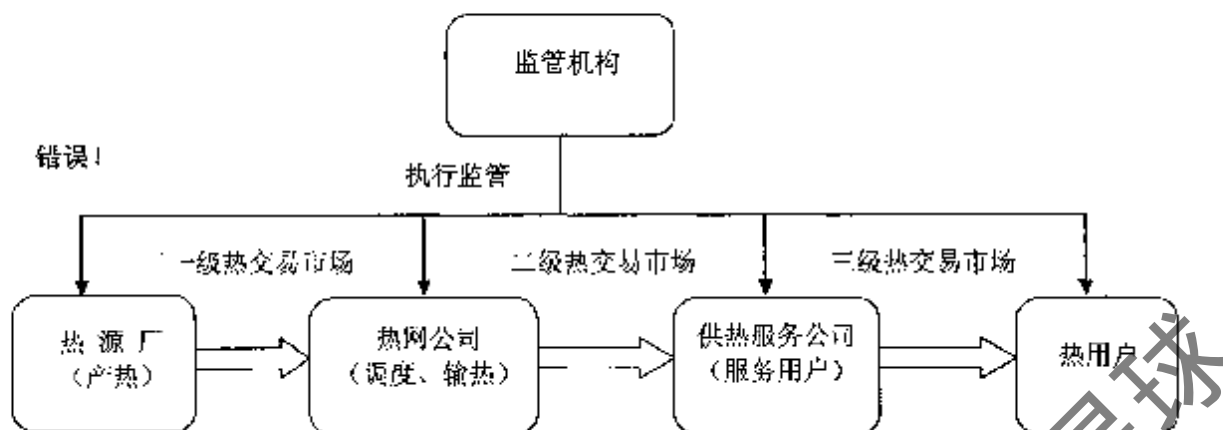 监管机构
错误！
执行监管
一级热交易市场
二级热交易市场
三级热交易市场
热 源 厂
（产热）
热网公司
（调度、输热）
供热服务公司
（服务用户）
热用户
星球